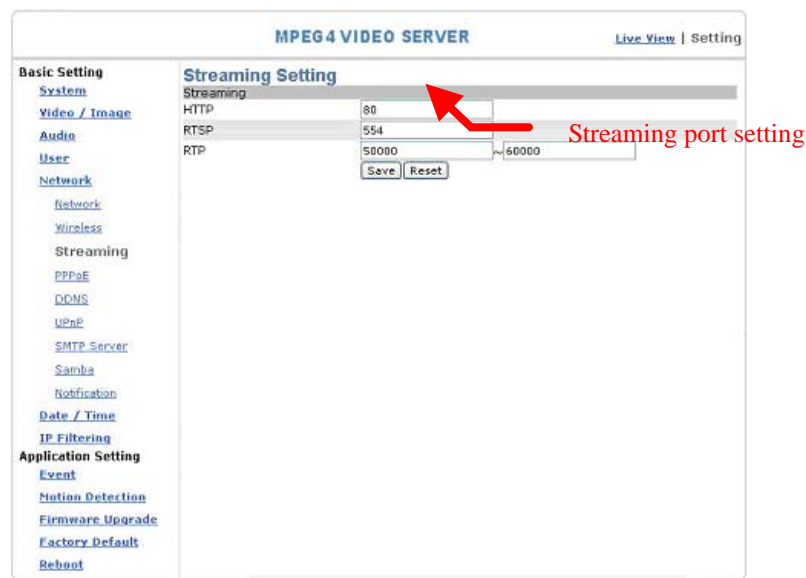 MPEG4 VIDEO SERVER
Live View | Setting
Basic Setting
System
Video / Image
Audio
User
Network
Network
Wireless
Streaming
PPPoE
DDNS
UPnP
SMTP Server
Samba
Notification
Date / Time
IP Filtering
Application Setting
Event
Motion Detection
Firmware Upgrade
Factory Default
Reboot
Streaming Setting
Streaming
HTTP 80
RTSP 554
RTP 50000 ~ 60000
Save Reset
Streaming port setting